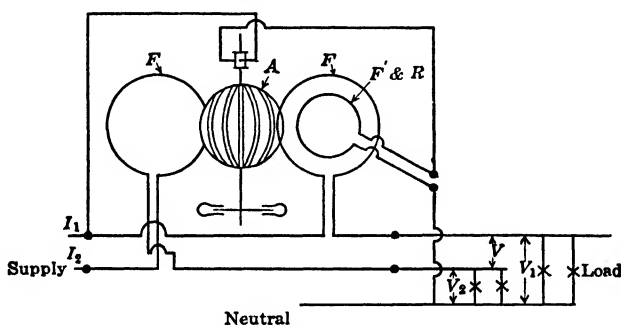 F A F
F' & R
I₁
I₂
V V₁
Supply V₂ Load
Neutral